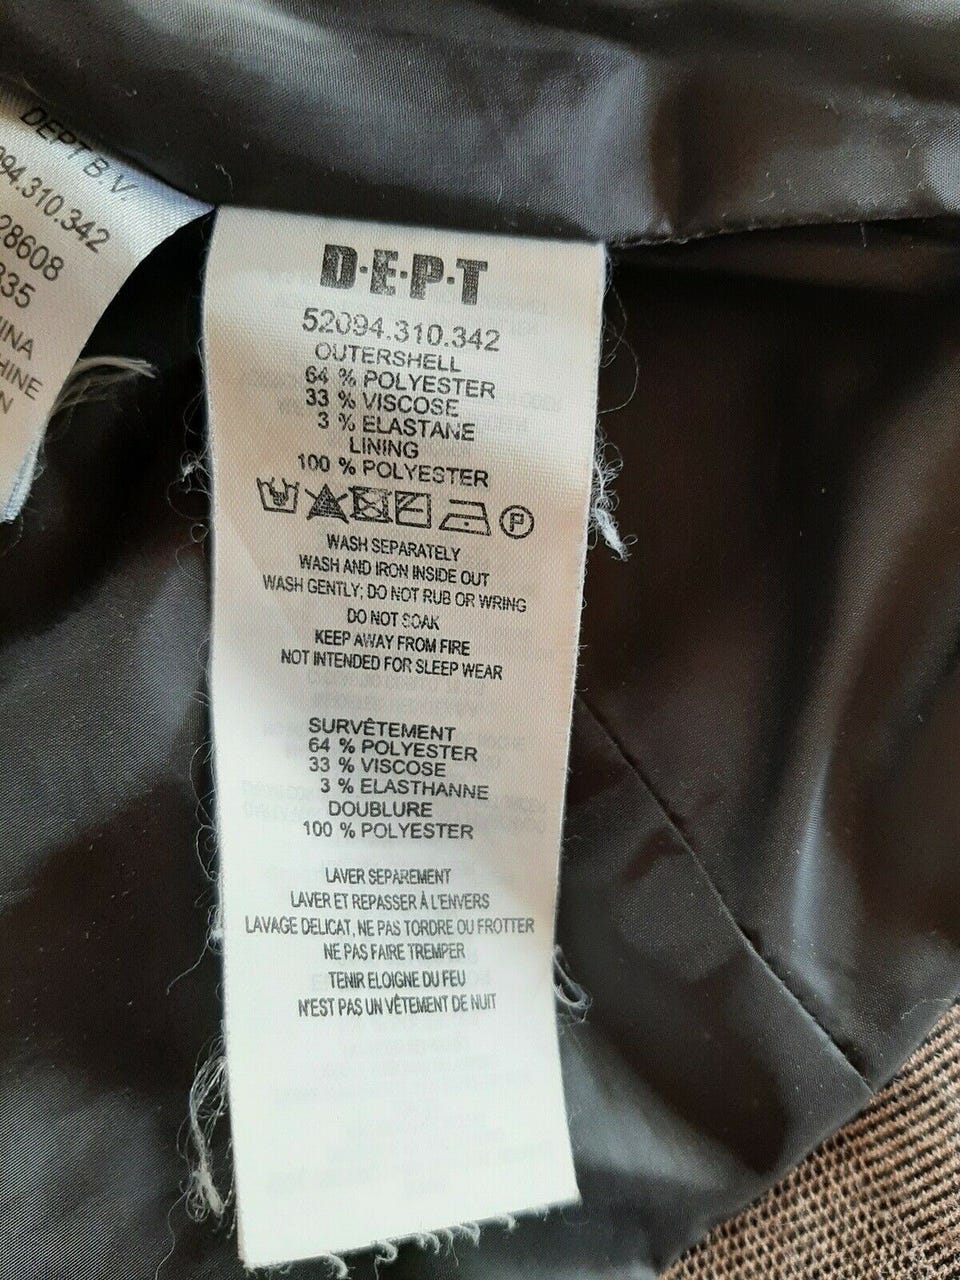 DEPT B.V.
94.310.342
28608
335
INA
HINE
N
D·E·P·T
52094.310.342
OUTERSHELL
64 % POLYESTER
33 % VISCOSE
3 % ELASTANE
LINING
100 % POLYESTER
P
WASH SEPARATELY
WASH AND IRON INSIDE OUT
WASH GENTLY; DO NOT RUB OR WRING
DO NOT SOAK
KEEP AWAY FROM FIRE
NOT INTENDED FOR SLEEP WEAR
SURVÊTEMENT
64 % POLYESTER
33 % VISCOSE
3 % ELASTHANNE
DOUBLURE
100 % POLYESTER
LAVER SEPAREMENT
LAVER ET REPASSER À L'ENVERS
LAVAGE DELICAT, NE PAS TORDRE OU FROTTER
NE PAS FAIRE TREMPER
TENIR ELOIGNE DU FEU
N'EST PAS UN VÊTEMENT DE NUIT